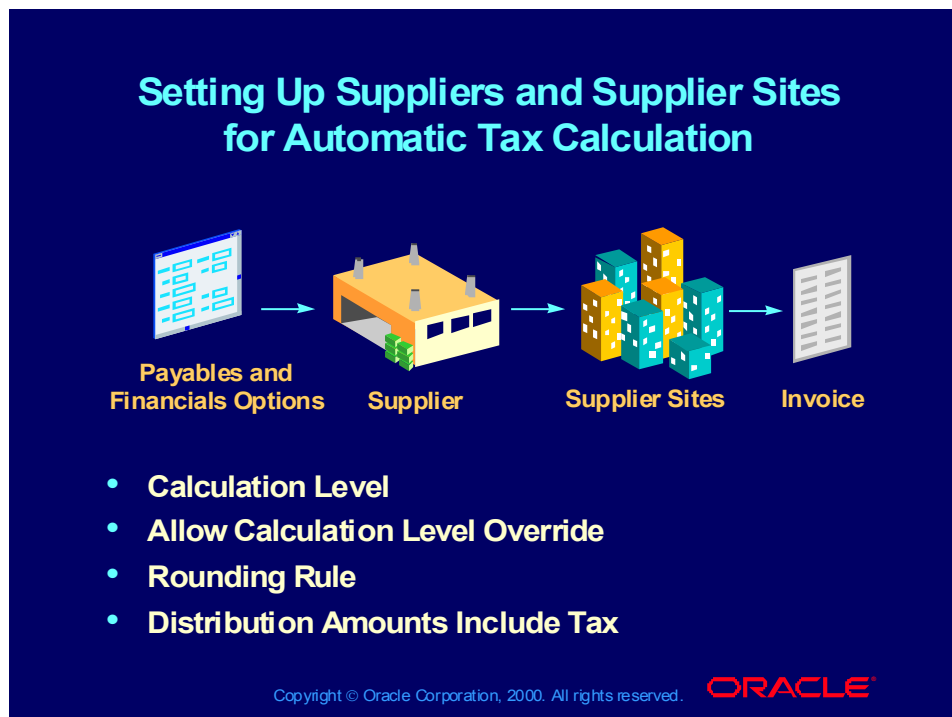 Setting Up Suppliers and Supplier Sites
for Automatic Tax Calculation
Payables and
Financials Options
Supplier
Supplier Sites
Invoice
• Calculation Level
• Allow Calculation Level Override
• Rounding Rule
• Distribution Amounts Include Tax
Copyright © Oracle Corporation, 2000. All rights reserved.
ORACLE®